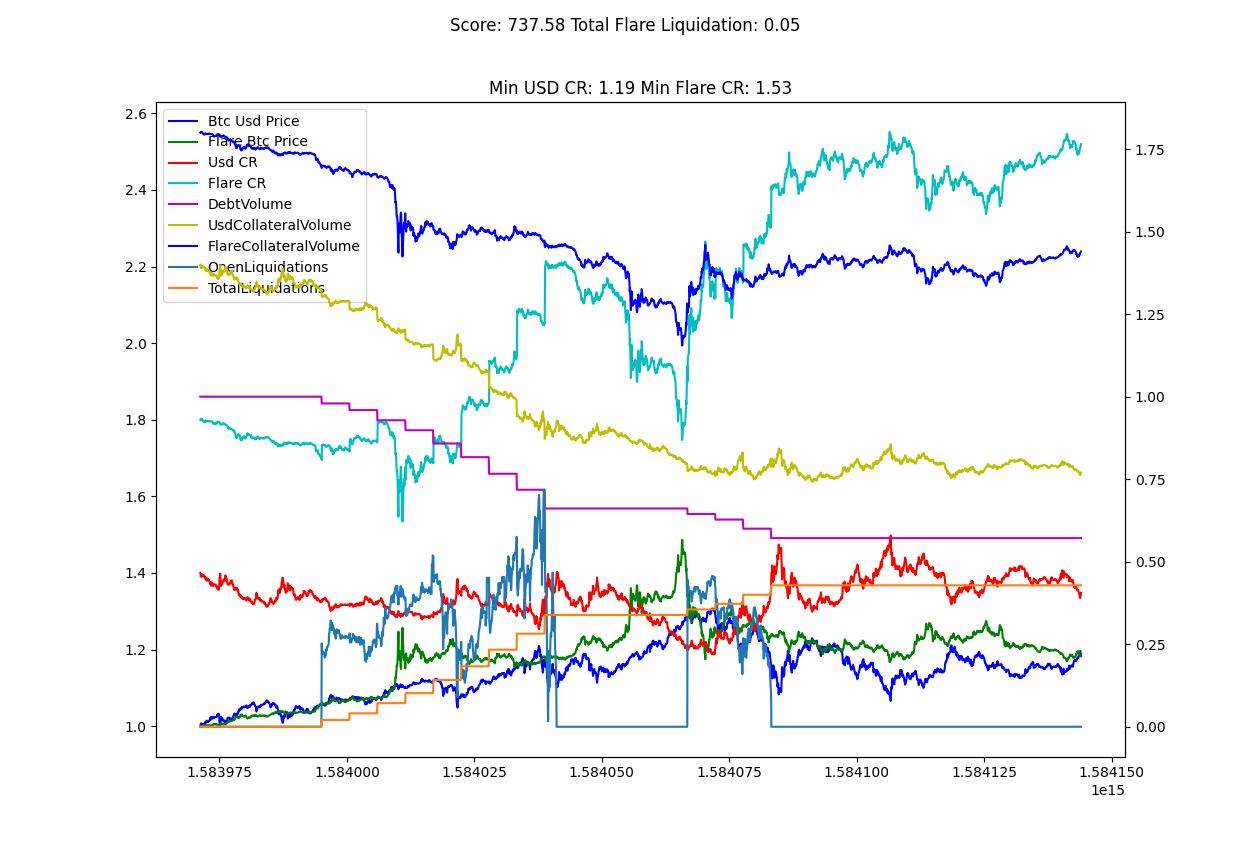 Score: 737.58 Total Flare Liquidation: 0.05
Min USD CR: 1.19 Min Flare CR: 1.53
Btc Usd Price
Flare Btc Price
Usd CR
Flare CR
DebtVolume
UsdCollateralVolume
FlareCollateralVolume
OpenLiquidations
TotalLiquidations
2.6
2.4
2.2
2.0
1.8
1.6
1.4
1.2
1.0
1.75
1.50
1.25
1.00
0.75
0.50
0.25
0.00
1.583975 1.584000 1.584025 1.584050 1.584075 1.584100 1.584125 1.584150
1e15